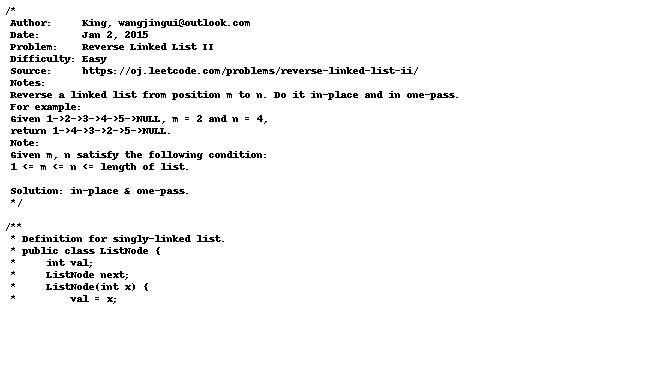 /*
 Author:     King, wangjingui@outlook.com
 Date:       Jan 2, 2015
 Problem:    Reverse Linked List II
 Difficulty: Easy
 Source:     https://oj.leetcode.com/problems/reverse-linked-list-ii/
 Notes:
 Reverse a linked list from position m to n. Do it in-place and in one-pass.
 For example:
 Given 1->2->3->4->5->NULL, m = 2 and n = 4,
 return 1->4->3->2->5->NULL.
 Note:
 Given m, n satisfy the following condition:
 1 <= m <= n <= length of list.

 Solution: in-place & one-pass.
 */

/**
 * Definition for singly-linked list.
 * public class ListNode {
 *     int val;
 *     ListNode next;
 *     ListNode(int x) {
 *         val = x;